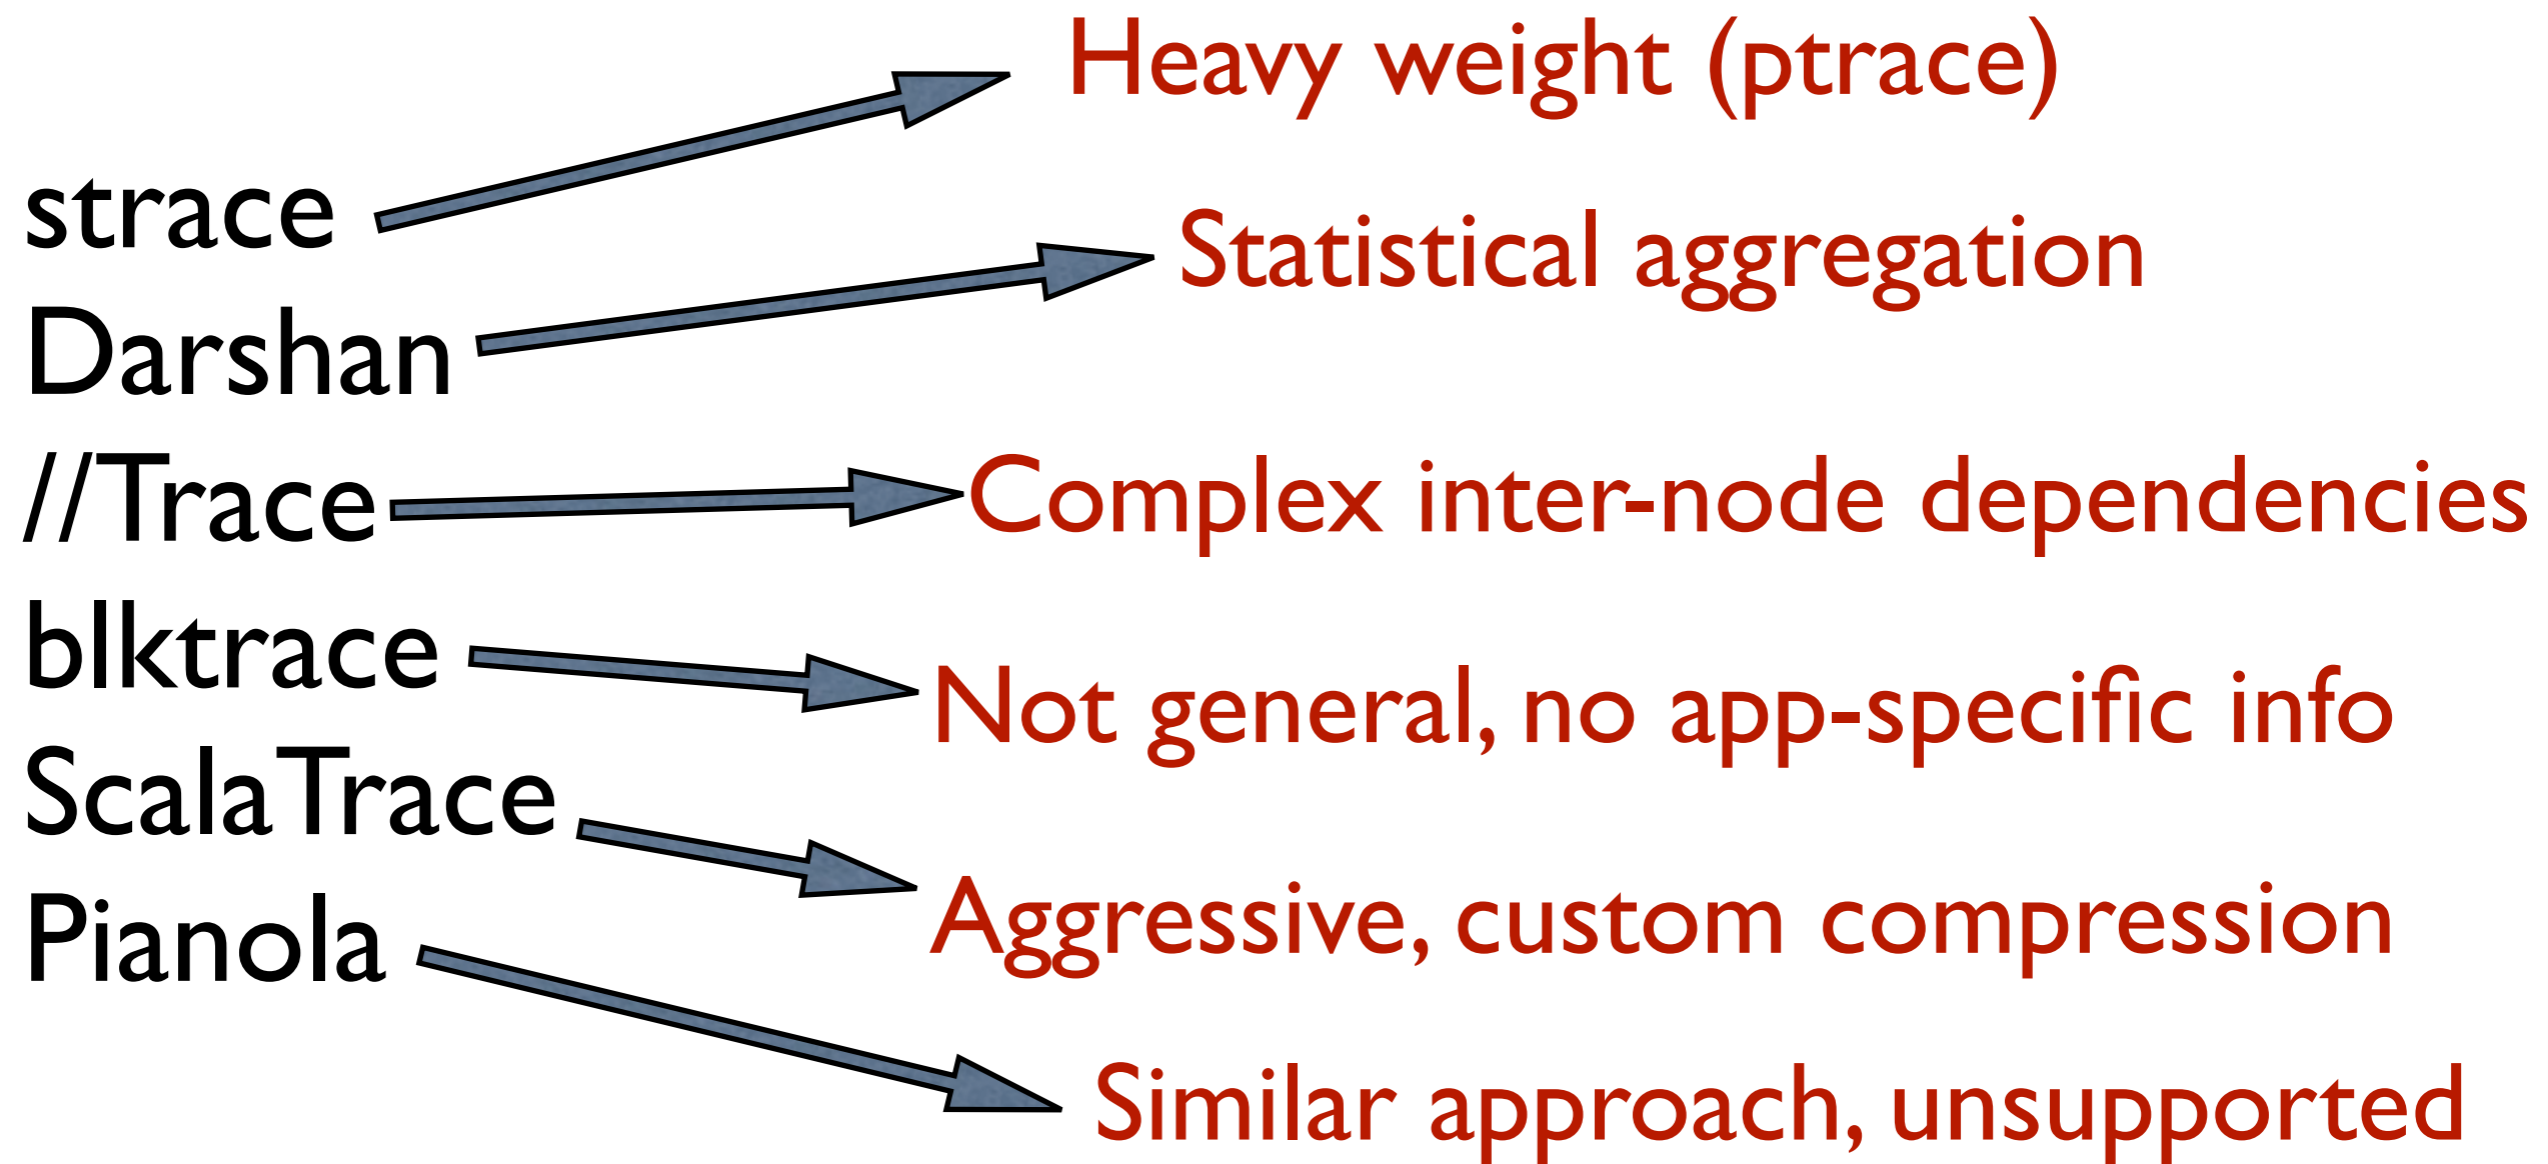 Heavy weight (ptrace)
strace
Statistical aggregation
Darshan
//Trace
Complex inter-node dependencies
blktrace
Not general, no app-specific info
ScalaTrace
Aggressive, custom compression
Pianola
Similar approach, unsupported